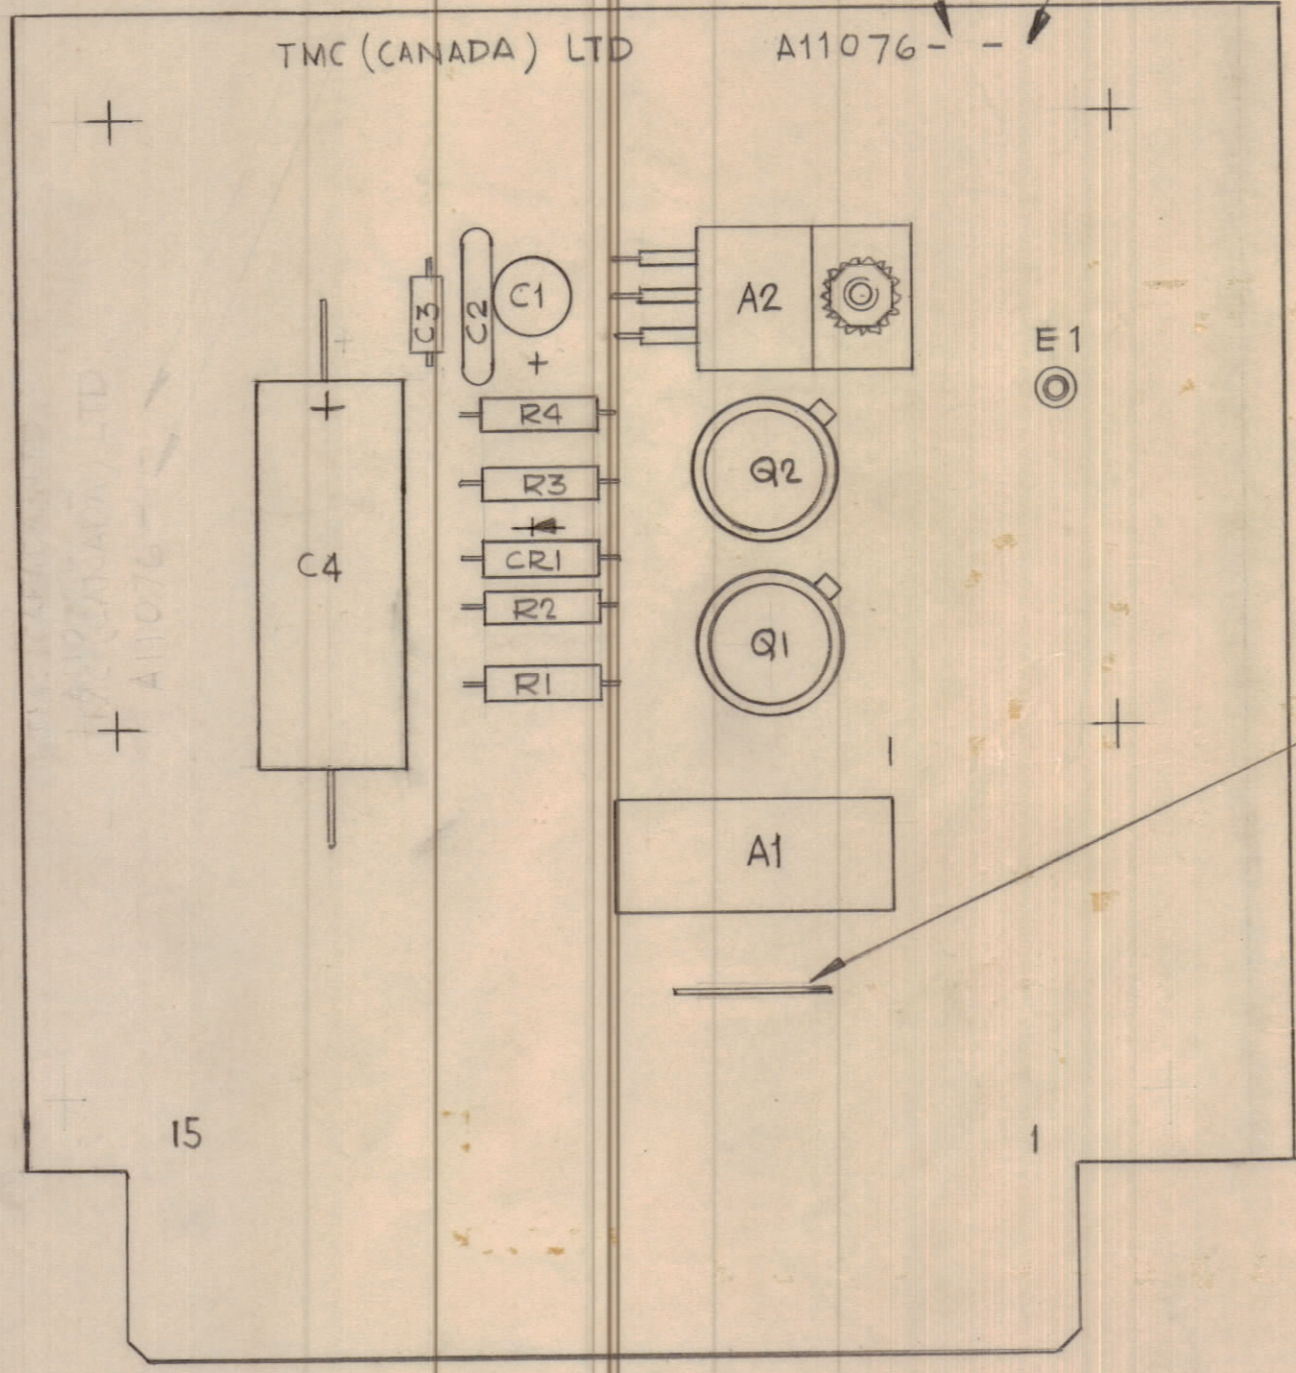 TMC (CANADA) LTD A11076- -
C3 C2 C1 A2
+
E1
+
R4
Q2
R3
CR1
C4
R2
Q1
R1
1
A1
15 1